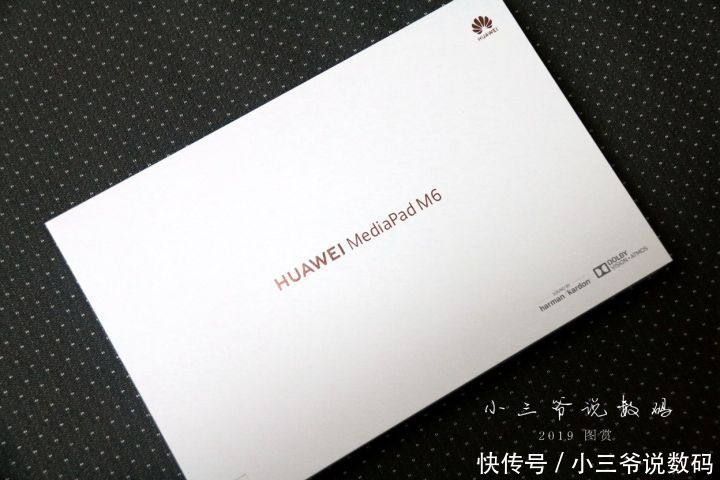 HUAWEI
HUAWEI MediaPad M6
SOUND BY
harman / kardon
DOLBY
VISION • ATMOS
小三爷说数码
2019 图赏
快传号 / 小三爷说数码